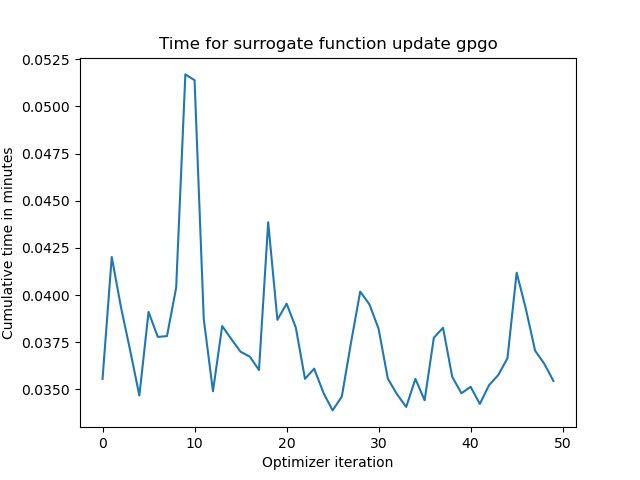 Time for surrogate function update gpgo
0.0525
0.0500
0.0475
0.0450
0.0425
0.0400
0.0375
0.0350
Cumulative time in minutes
0 10 20 30 40 50
Optimizer iteration